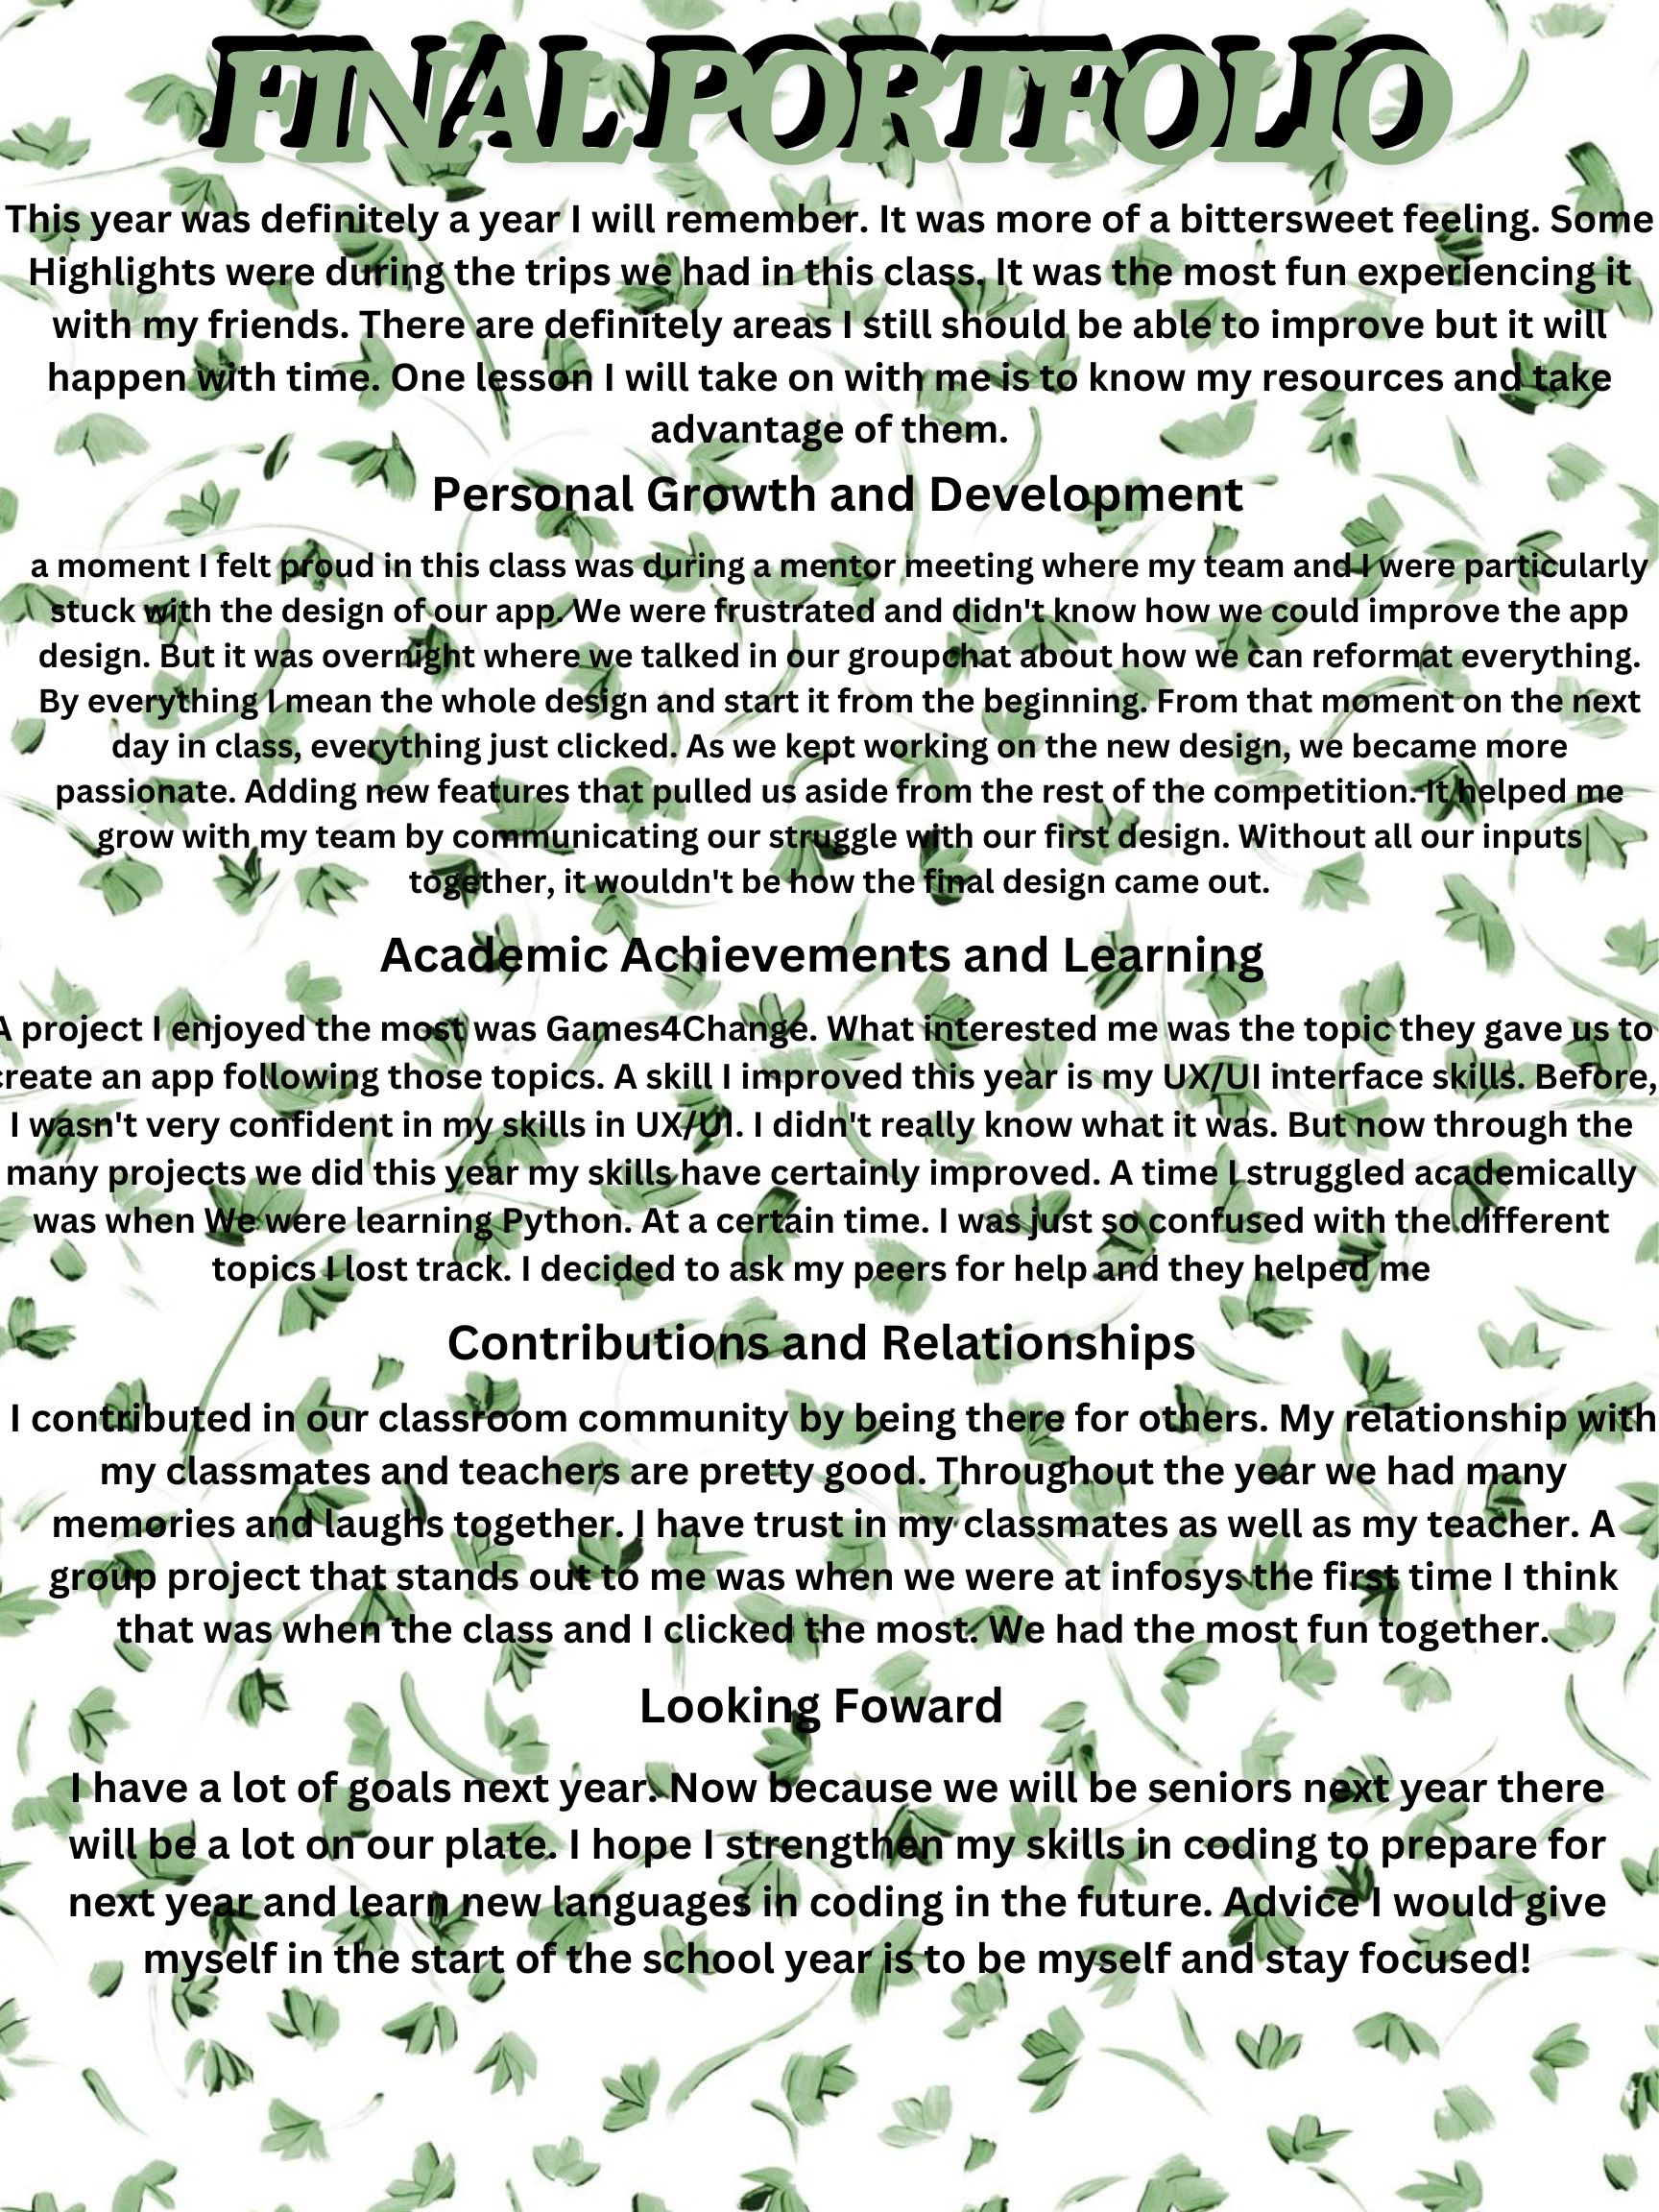 FINAL PORTFOLIO
This year was definitely a year I will remember. It was more of a bittersweet feeling. Some
Highlights were during the trips we had in this class. It was the most fun experiencing it
with my friends. There are definitely areas I still should be able to improve but it will
happen with time. One lesson I will take on with me is to know my resources and take
advantage of them.
Personal Growth and Development
a moment I felt proud in this class was during a mentor meeting where my team and I were particularly
stuck with the design of our app. We were frustrated and didn't know how we could improve the app
design. But it was overnight where we talked in our groupchat about how we can reformat everything.
By everything I mean the whole design and start it from the beginning. From that moment on the next
day in class, everything just clicked. As we kept working on the new design, we became more
passionate. Adding new features that pulled us aside from the rest of the competition. It helped me
grow with my team by communicating our struggle with our first design. Without all our inputs
together, it wouldn't be how the final design came out.
Academic Achievements and Learning
A project I enjoyed the most was Games4Change. What interested me was the topic they gave us to
create an app following those topics. A skill I improved this year is my UX/UI interface skills. Before,
I wasn't very confident in my skills in UX/UI. I didn't really know what it was. But now through the
many projects we did this year my skills have certainly improved. A time I struggled academically
was when We were learning Python. At a certain time. I was just so confused with the different
topics I lost track. I decided to ask my peers for help and they helped me
Contributions and Relationships
I contributed in our classroom community by being there for others. My relationship with
my classmates and teachers are pretty good. Throughout the year we had many
memories and laughs together. I have trust in my classmates as well as my teacher. A
group project that stands out to me was when we were at infosys the first time I think
that was when the class and I clicked the most. We had the most fun together.
Looking Foward
I have a lot of goals next year. Now because we will be seniors next year there
will be a lot on our plate. I hope I strengthen my skills in coding to prepare for
next year and learn new languages in coding in the future. Advice I would give
myself in the start of the school year is to be myself and stay focused!